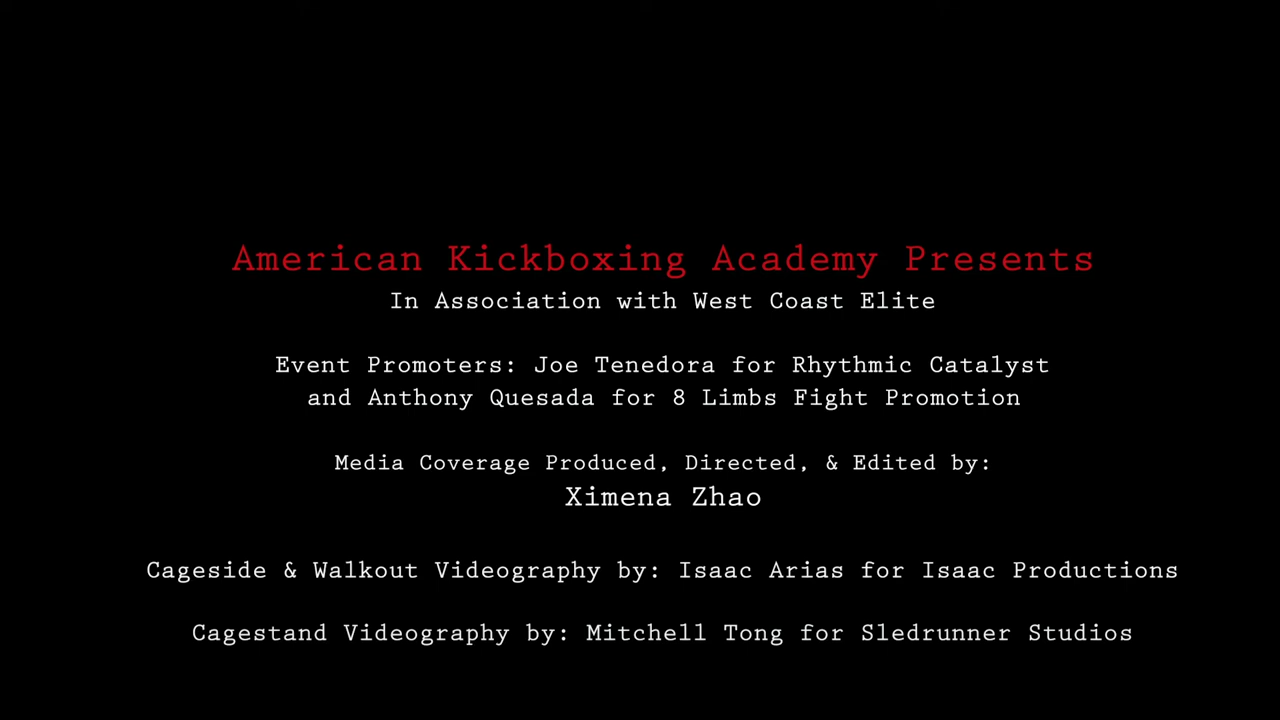 American Kickboxing Academy Presents
In Association with West Coast Elite
Event Promoters: Joe Tenedora for Rhythmic Catalyst
and Anthony Quesada for 8 Limbs Fight Promotion
Media Coverage Produced, Directed, & Edited by:
Ximena Zhao
Cageside & Walkout Videography by: Isaac Arias for Isaac Productions
Cagestand Videography by: Mitchell Tong for Sledrunner Studios